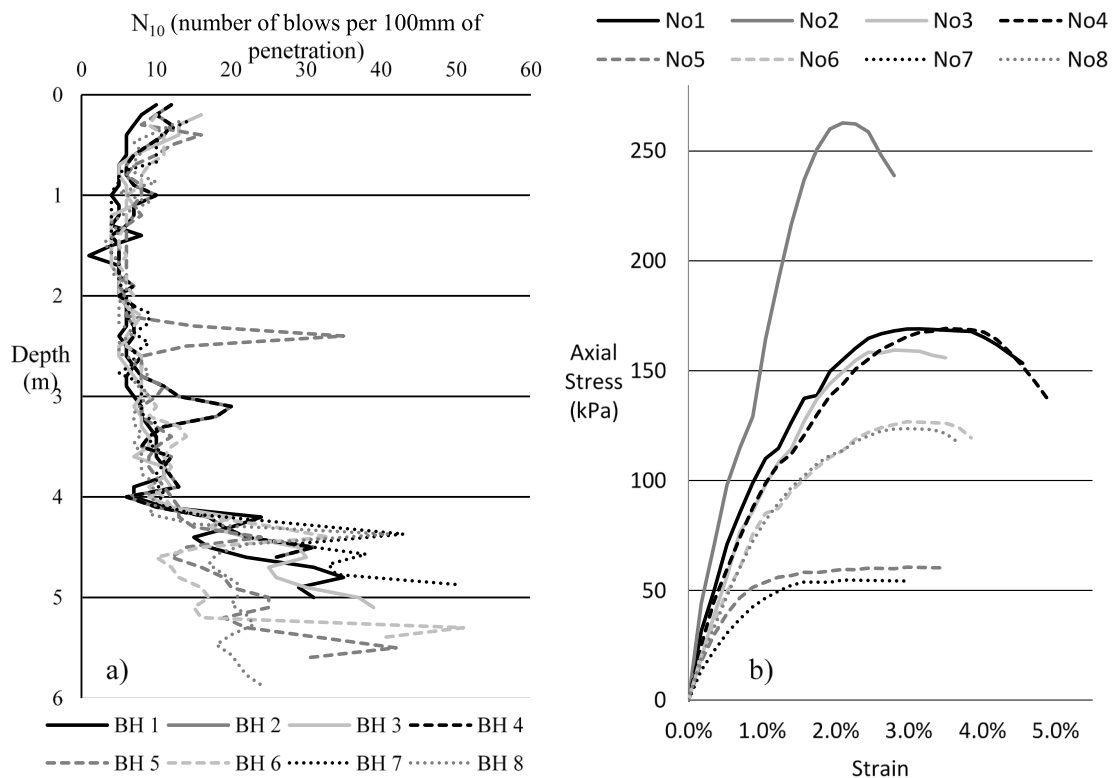 N10 (number of blows per 100mm of
penetration)
0 10 20 30 40 50 60
0
1
2
Depth
(m)
3
4
5
6
a)
BH 1 BH 2 BH 3 BH 4
BH 5 BH 6 BH 7 BH 8
No1 No2 No3 No4
No5 No6 No7 No8
250
200
Axial
Stress
(kPa)
150
100
50
0
b)
0.0% 1.0% 2.0% 3.0% 4.0% 5.0%
Strain